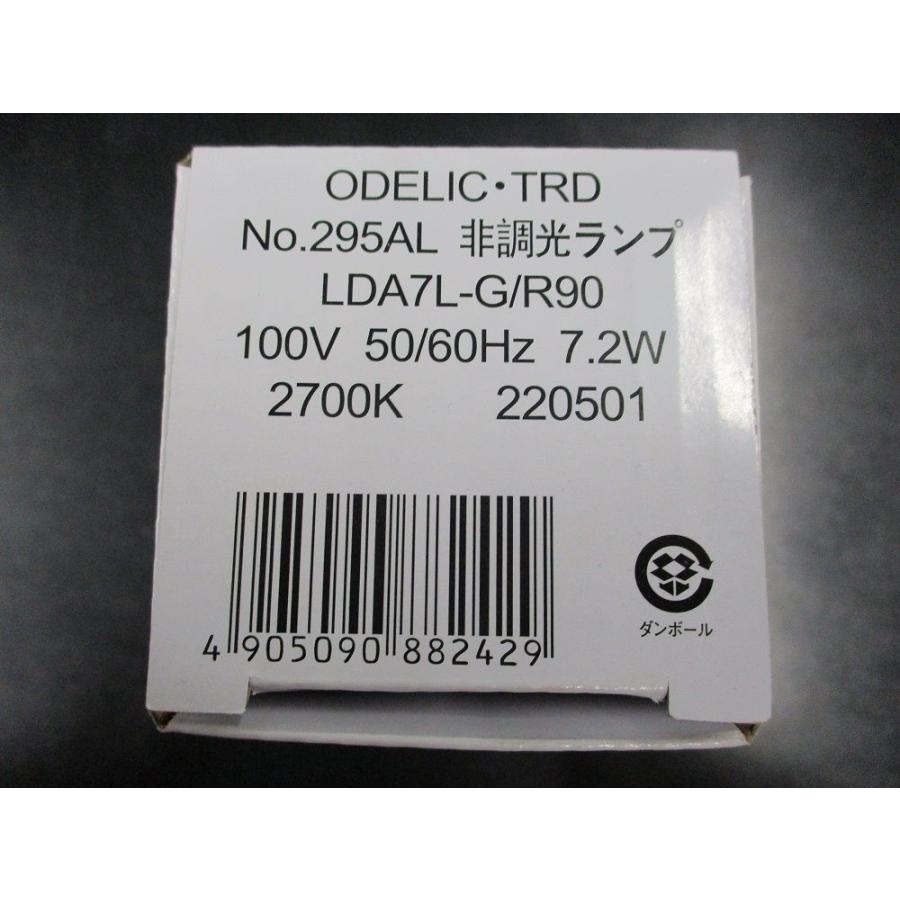 ODELIC・TRD
No.295AL 非調光ランプ
LDA7L-G/R90
100V 50/60Hz 7.2W
2700K 220501
4 905090 882429
ダンボール